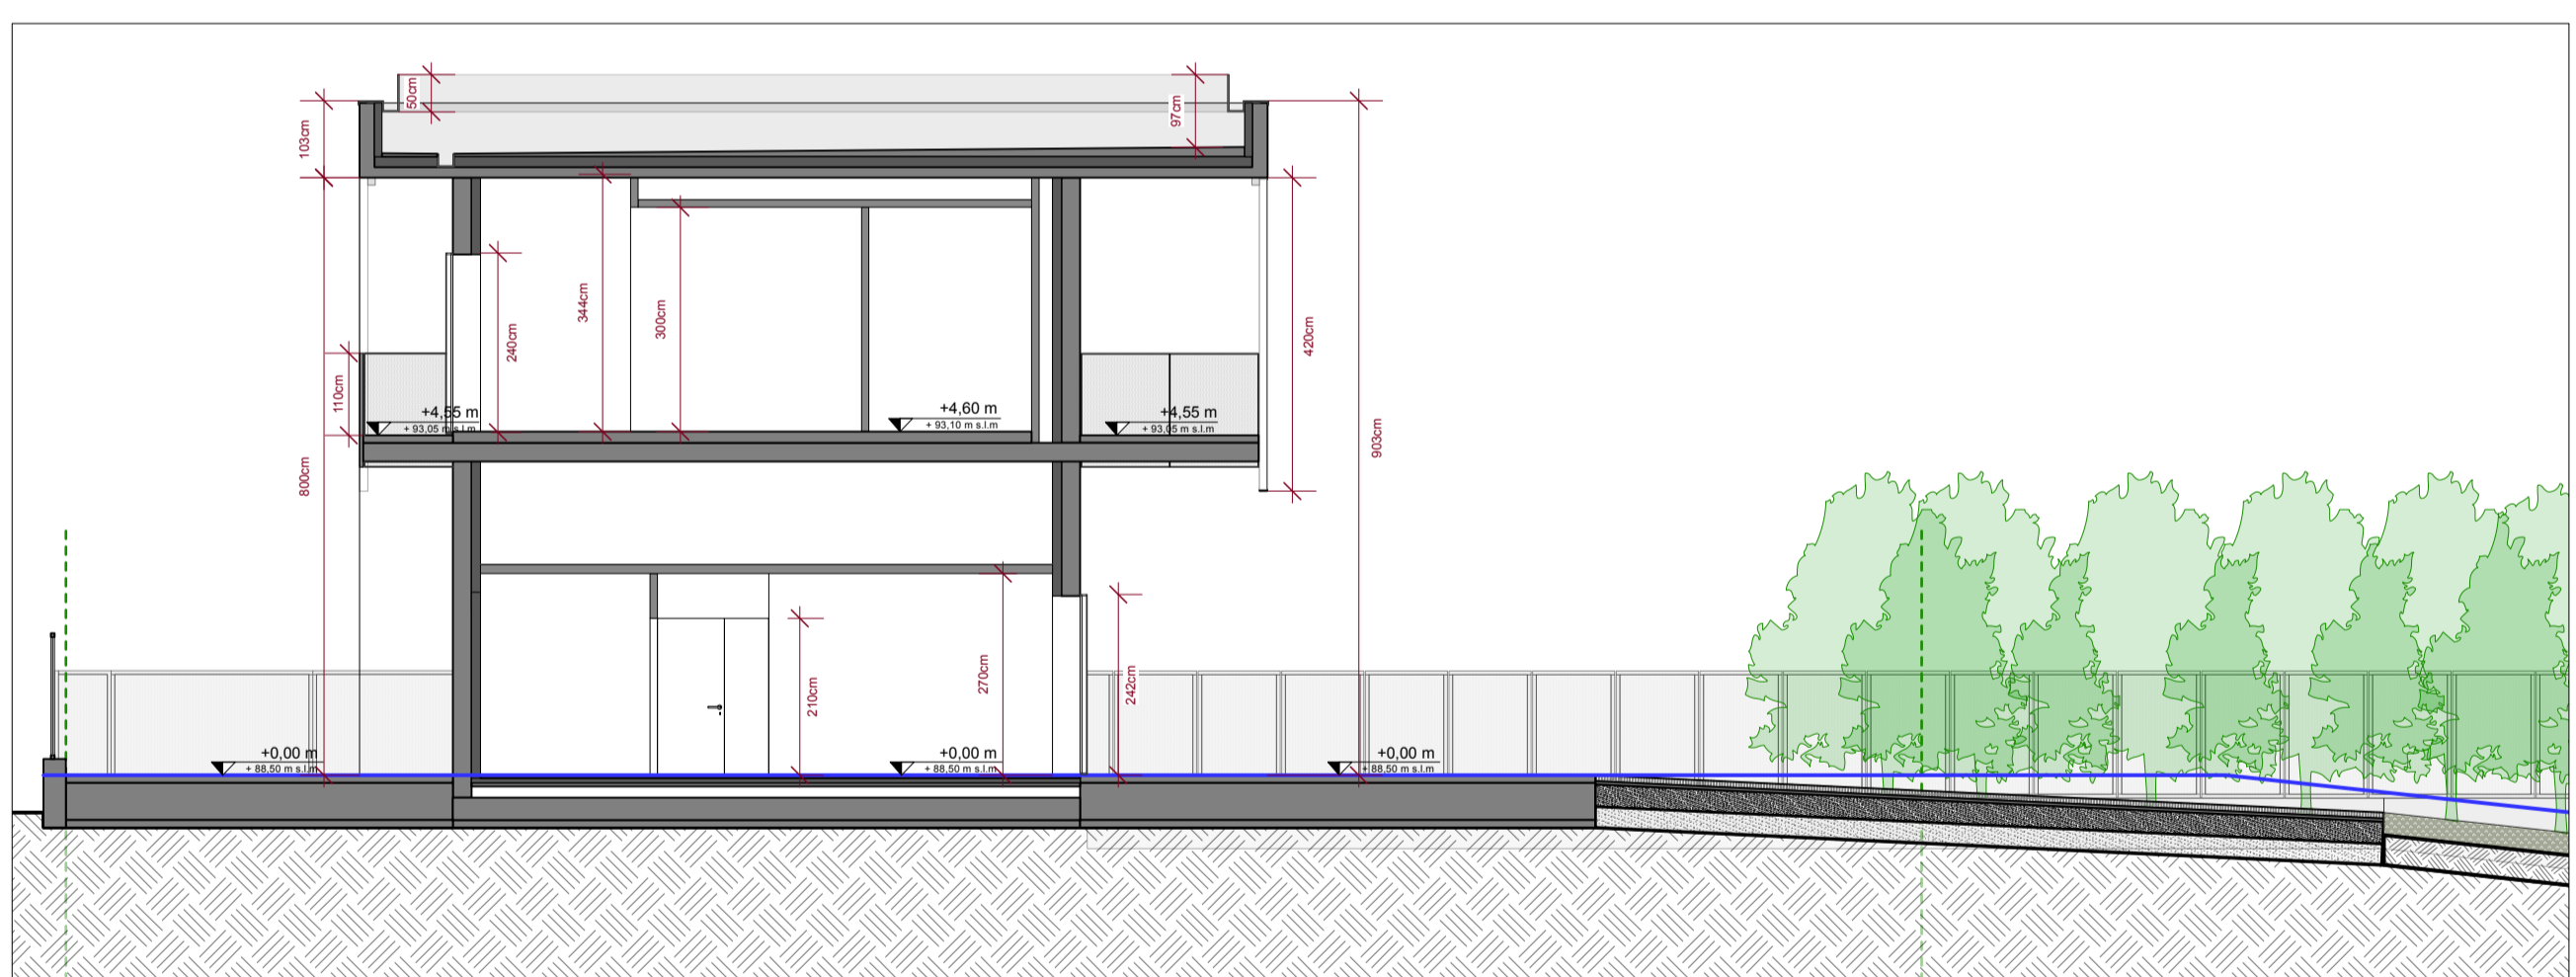 50cm
97cm
103cm
344cm
300cm
240cm
420cm
110cm
+4,55 m
+ 93,05 m s.l.m
+4,60 m
+ 93,10 m s.l.m
+4,55 m
+ 93,05 m s.l.m
903cm
800cm
270cm
242cm
210cm
+0,00 m
+ 88,50 m s.l.m
+0,00 m
+ 88,50 m s.l.m
+0,00 m
+ 88,50 m s.l.m